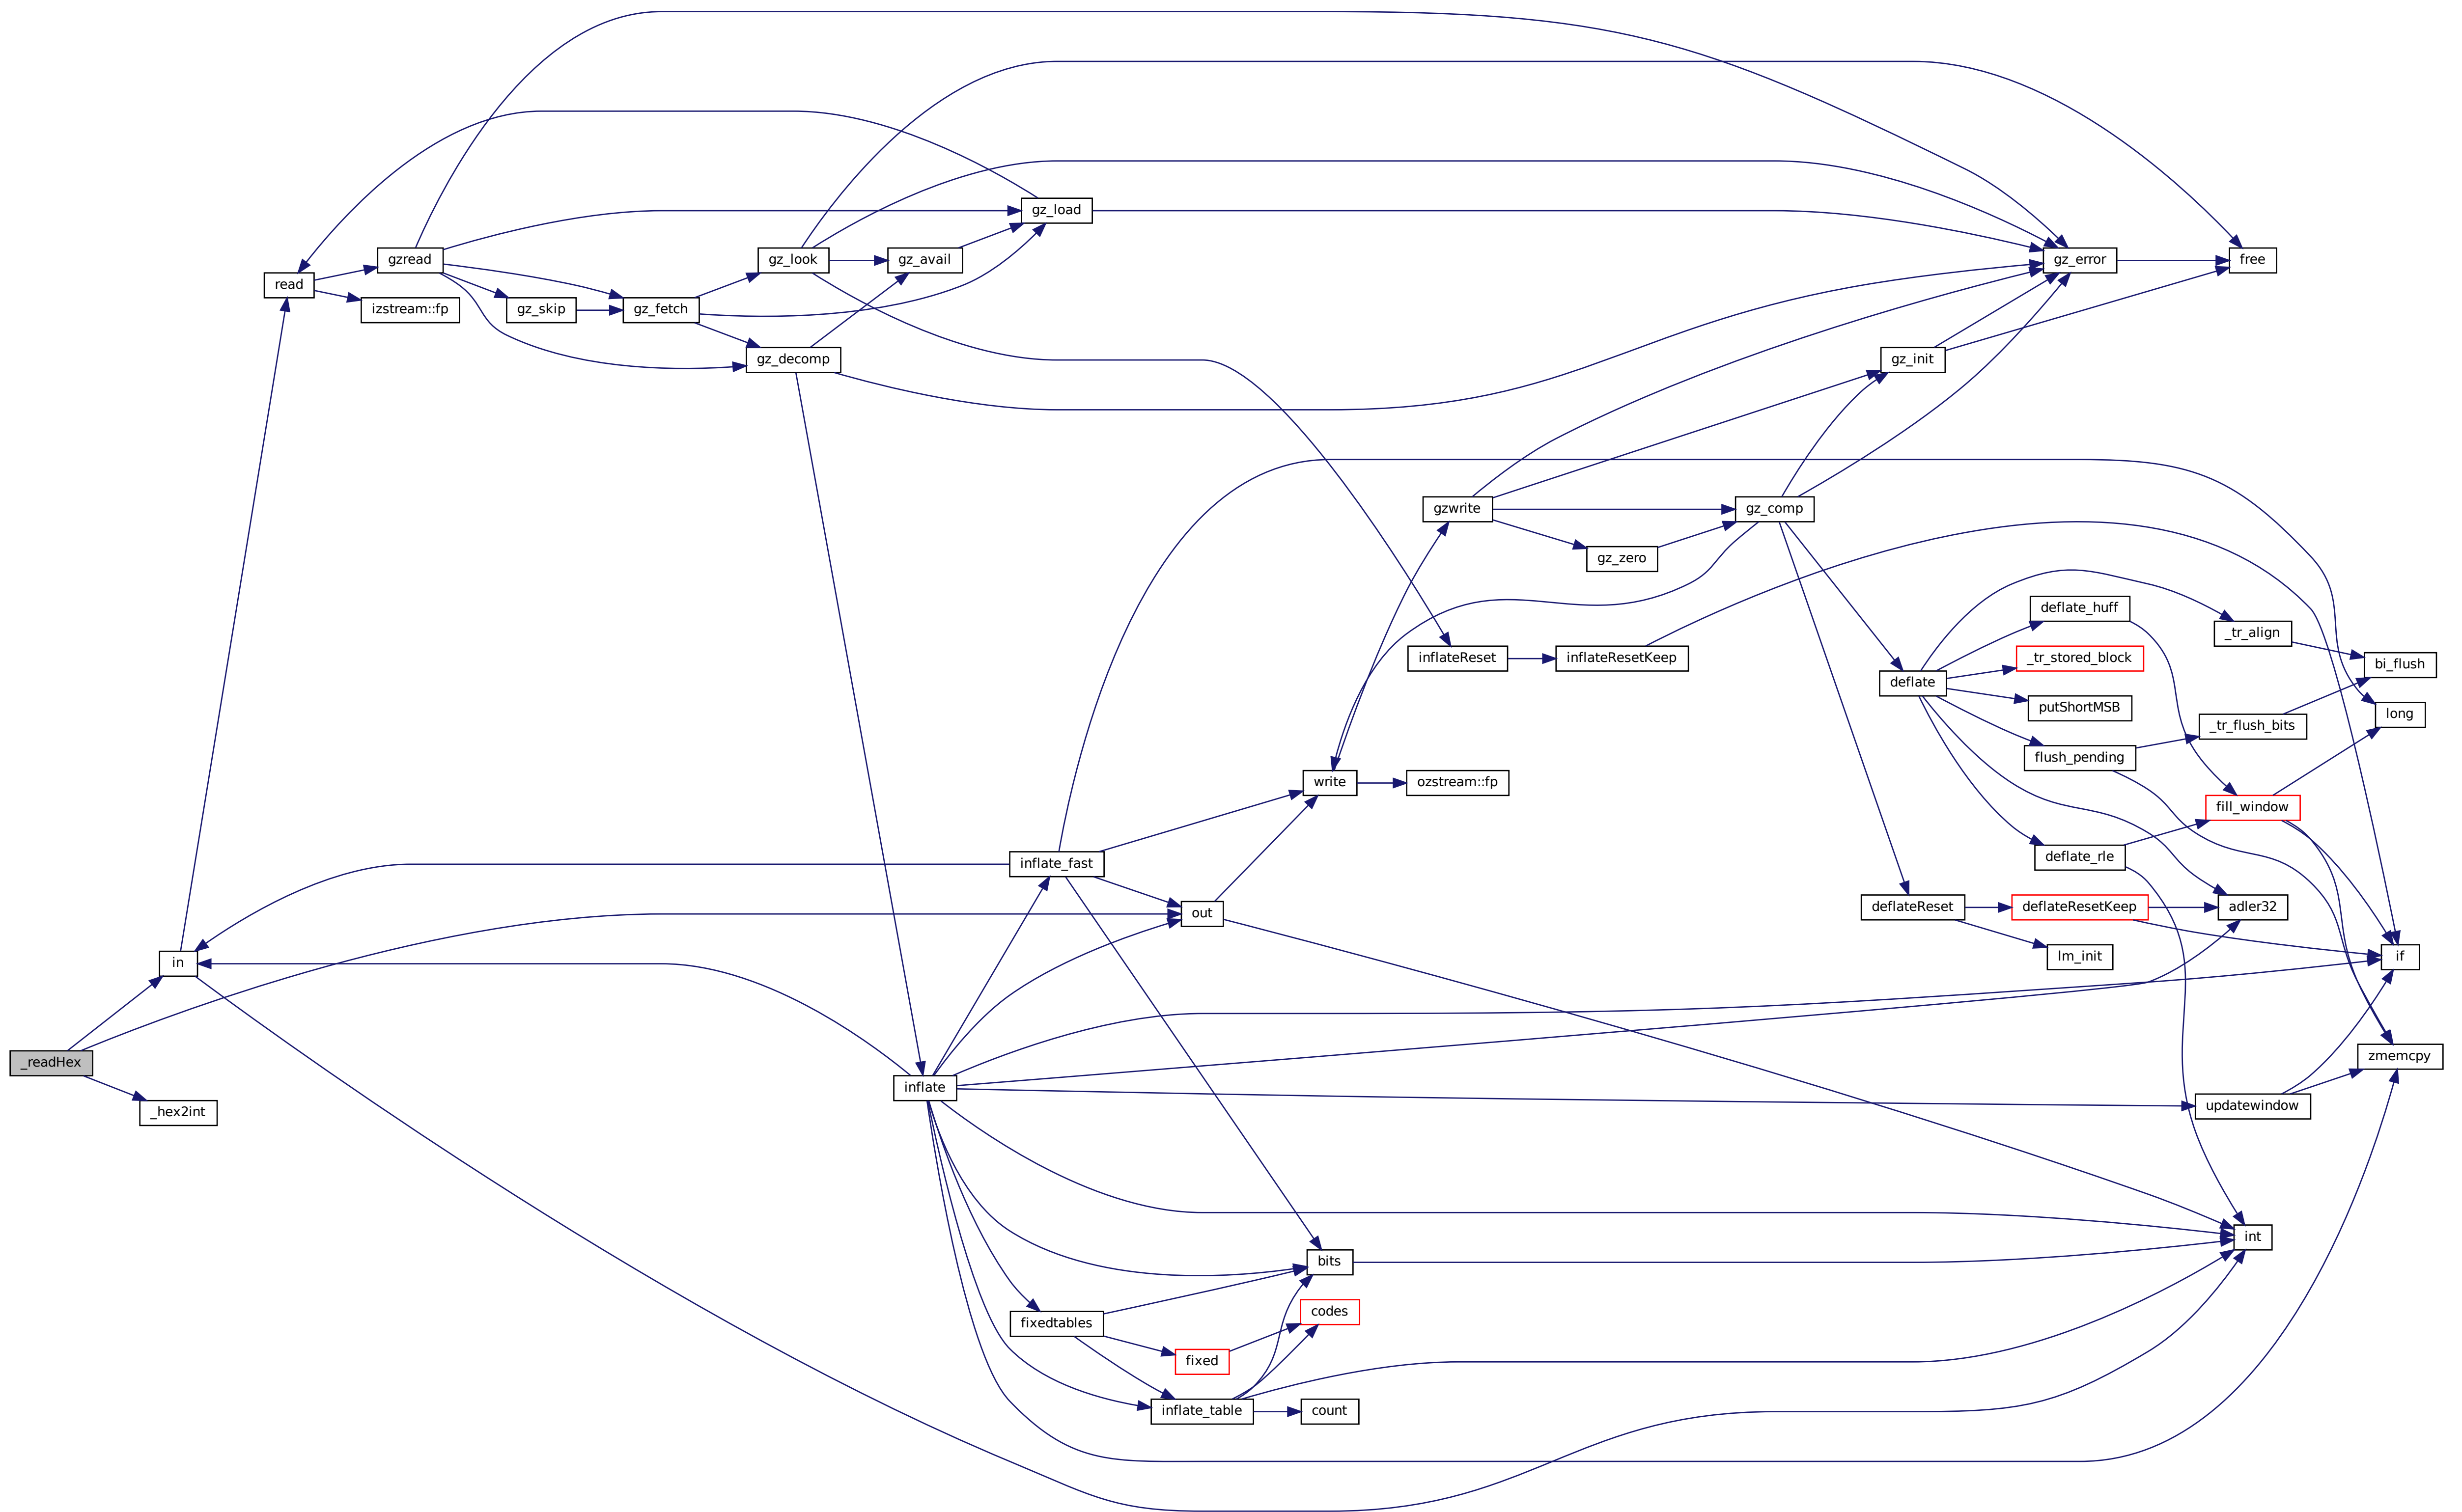 _readHex
in
_hex2int
read
gzread
izstream::fp
gz_skip
gz_fetch
gz_look
gz_decomp
gz_avail
gz_load
gz_error
free
gz_init
gzwrite
gz_comp
gz_zero
inflateReset
inflateResetKeep
write
ozstream::fp
inflate_fast
out
inflate
deflate
deflate_huff
_tr_stored_block
putShortMSB
flush_pending
deflate_rle
_tr_align
bi_flush
_tr_flush_bits
long
fill_window
deflateReset
deflateResetKeep
lm_init
adler32
if
zmemcpy
updatewindow
int
bits
fixedtables
codes
fixed
inflate_table
count